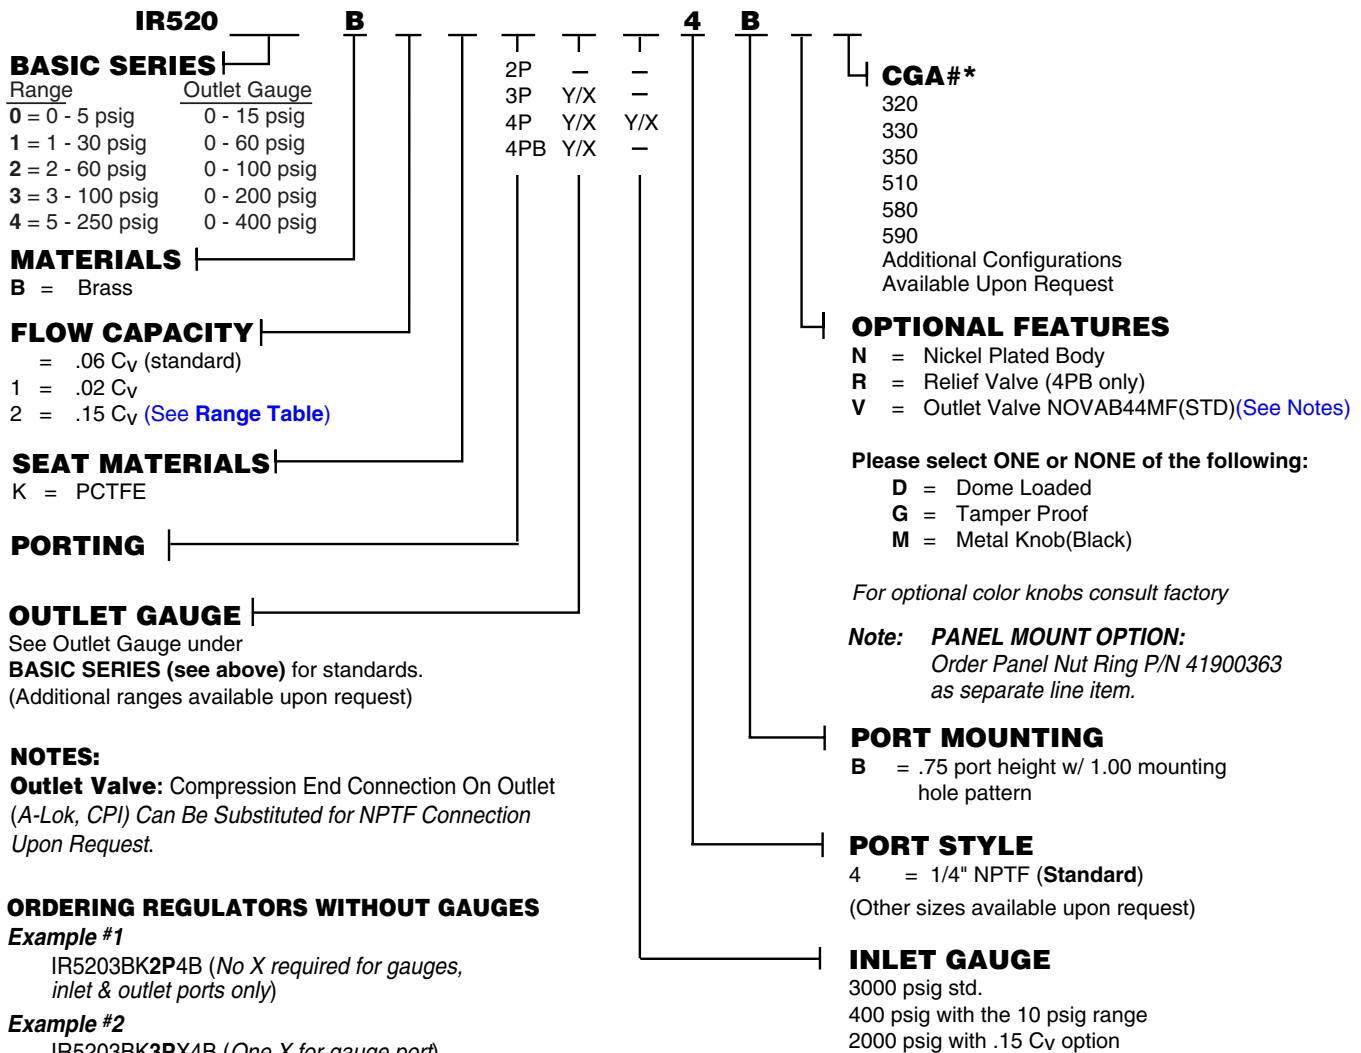 IR520 B 4 B
BASIC SERIES
Range Outlet Gauge
0 = 0 - 5 psig 0 - 15 psig
1 = 1 - 30 psig 0 - 60 psig
2 = 2 - 60 psig 0 - 100 psig
3 = 3 - 100 psig 0 - 200 psig
4 = 5 - 250 psig 0 - 400 psig
2P – –
3P Y/X –
4P Y/X Y/X
4PB Y/X –
MATERIALS
B = Brass
FLOW CAPACITY
= .06 Cv (standard)
1 = .02 Cv
2 = .15 Cv (See Range Table)
SEAT MATERIALS
K = PCTFE
PORTING
OUTLET GAUGE
See Outlet Gauge under
BASIC SERIES (see above) for standards.
(Additional ranges available upon request)
NOTES:
Outlet Valve: Compression End Connection On Outlet
(A-Lok, CPI) Can Be Substituted for NPTF Connection
Upon Request.
ORDERING REGULATORS WITHOUT GAUGES
Example #1
IR5203BK2P4B (No X required for gauges,
inlet & outlet ports only)
Example #2
IR5203BK3PX4B (One X for gauge port)
CGA#*
320
330
350
510
580
590
Additional Configurations
Available Upon Request
OPTIONAL FEATURES
N = Nickel Plated Body
R = Relief Valve (4PB only)
V = Outlet Valve NOVAB44MF(STD)(See Notes)
Please select ONE or NONE of the following:
D = Dome Loaded
G = Tamper Proof
M = Metal Knob(Black)
For optional color knobs consult factory
Note: PANEL MOUNT OPTION:
Order Panel Nut Ring P/N 41900363
as separate line item.
PORT MOUNTING
B = .75 port height w/ 1.00 mounting
hole pattern
PORT STYLE
4 = 1/4" NPTF (Standard)
(Other sizes available upon request)
INLET GAUGE
3000 psig std.
400 psig with the 10 psig range
2000 psig with .15 Cv option